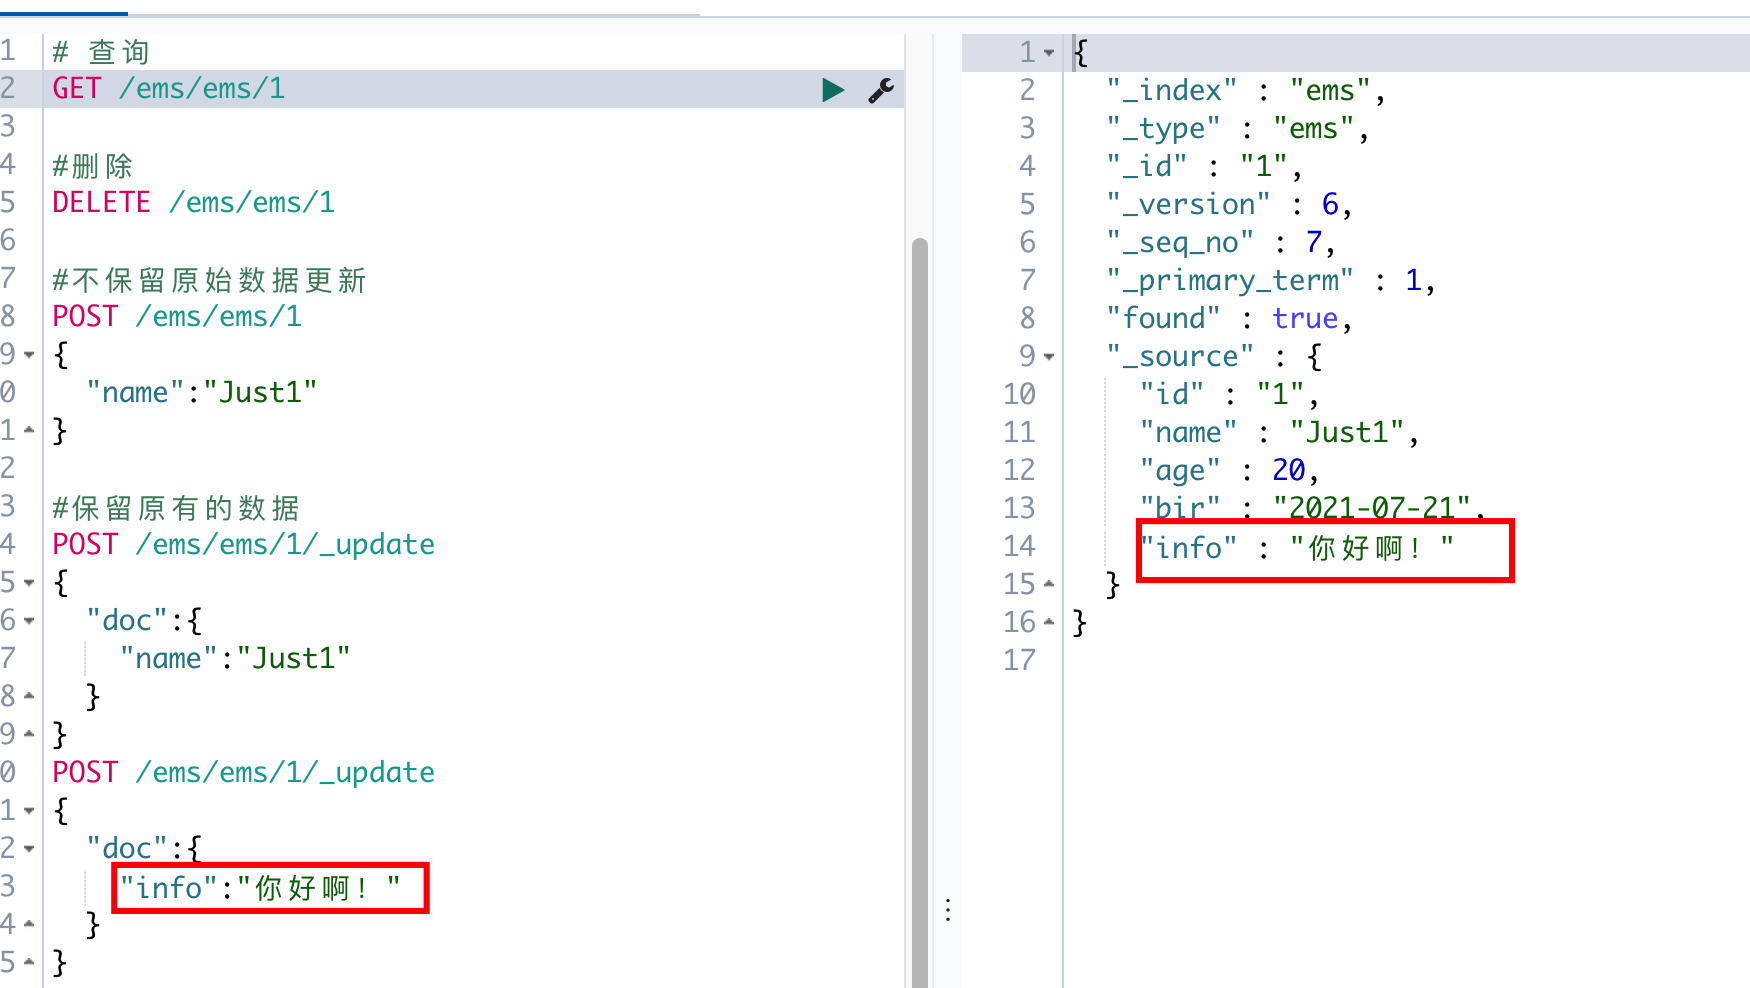 1 # 查询
2 GET /ems/ems/1
3
4 #删除
5 DELETE /ems/ems/1
6
7 #不保留原始数据更新
8 POST /ems/ems/1
9 {
0 "name":"Just1"
1 }
2
3 #保留原有的数据
4 POST /ems/ems/1/_update
5 {
6 "doc":{
7 "name":"Just1"
8 }
9 }
0 POST /ems/ems/1/_update
1 {
2 "doc":{
3 "info":"你好啊！"
4 }
5 }
1 {
2 "_index" : "ems",
3 "_type" : "ems",
4 "_id" : "1",
5 "_version" : 6,
6 "_seq_no" : 7,
7 "_primary_term" : 1,
8 "found" : true,
9 "_source" : {
10 "id" : "1",
11 "name" : "Just1",
12 "age" : 20,
13 "bir" : "2021-07-21",
14 "info" : "你好啊！"
15 }
16 }
17